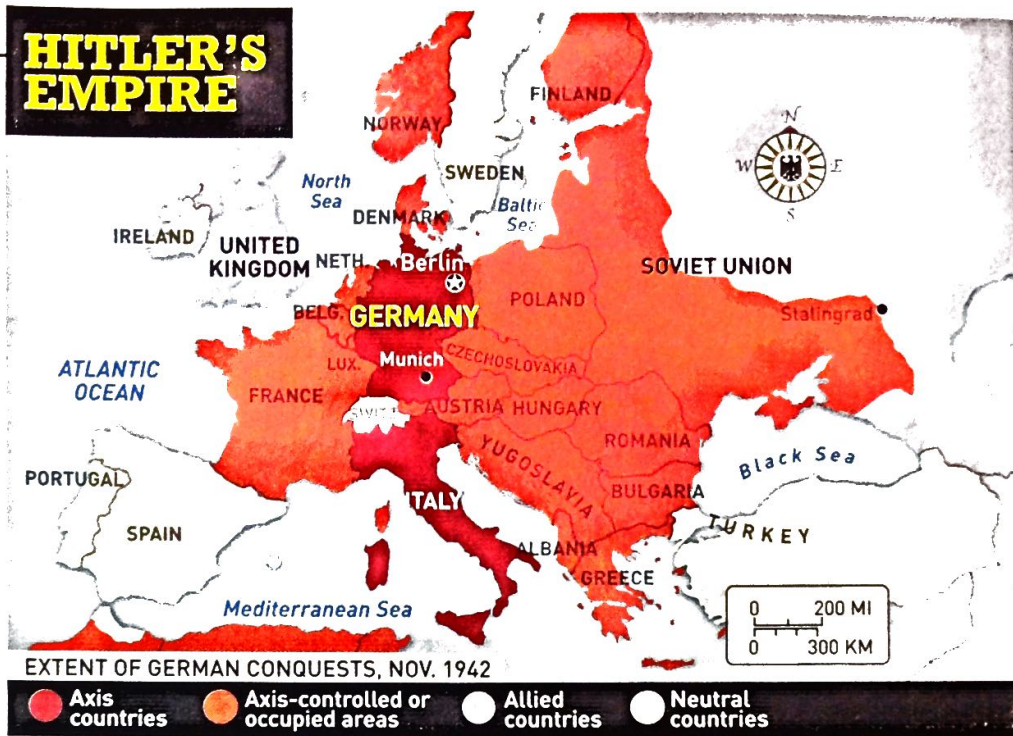 HITLER'S
EMPIRE
N
W
E
S
FINLAND
NORWAY
SWEDEN
North
Sea
Baltic
Sea
DENMARK
IRELAND
UNITED
KINGDOM
NETH.
Berlin
SOVIET UNION
POLAND
BELG.
GERMANY
Stalingrad
LUX.
Munich
CZECHOSLOVAKIA
ATLANTIC
OCEAN
FRANCE
SWITZ.
AUSTRIA
HUNGARY
YUGOSLAVIA
ROMANIA
Black Sea
PORTUGAL
SPAIN
ITALY
BULGARIA
TURKEY
ALBANIA
GREECE
Mediterranean Sea
0 200 MI
0 300 KM
EXTENT OF GERMAN CONQUESTS, NOV. 1942
Axis
countries
Axis-controlled or
occupied areas
Allied
countries
Neutral
countries